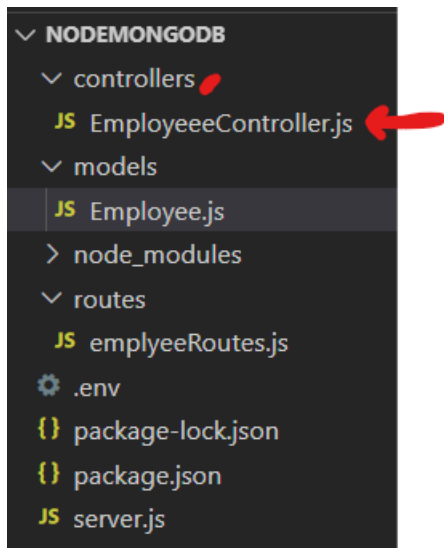 NODEMONGODB
controllers
JS EmployeeeController.js
models
JS Employee.js
node_modules
routes
JS emplyeeRoutes.js
.env
{} package-lock.json
{} package.json
JS server.js